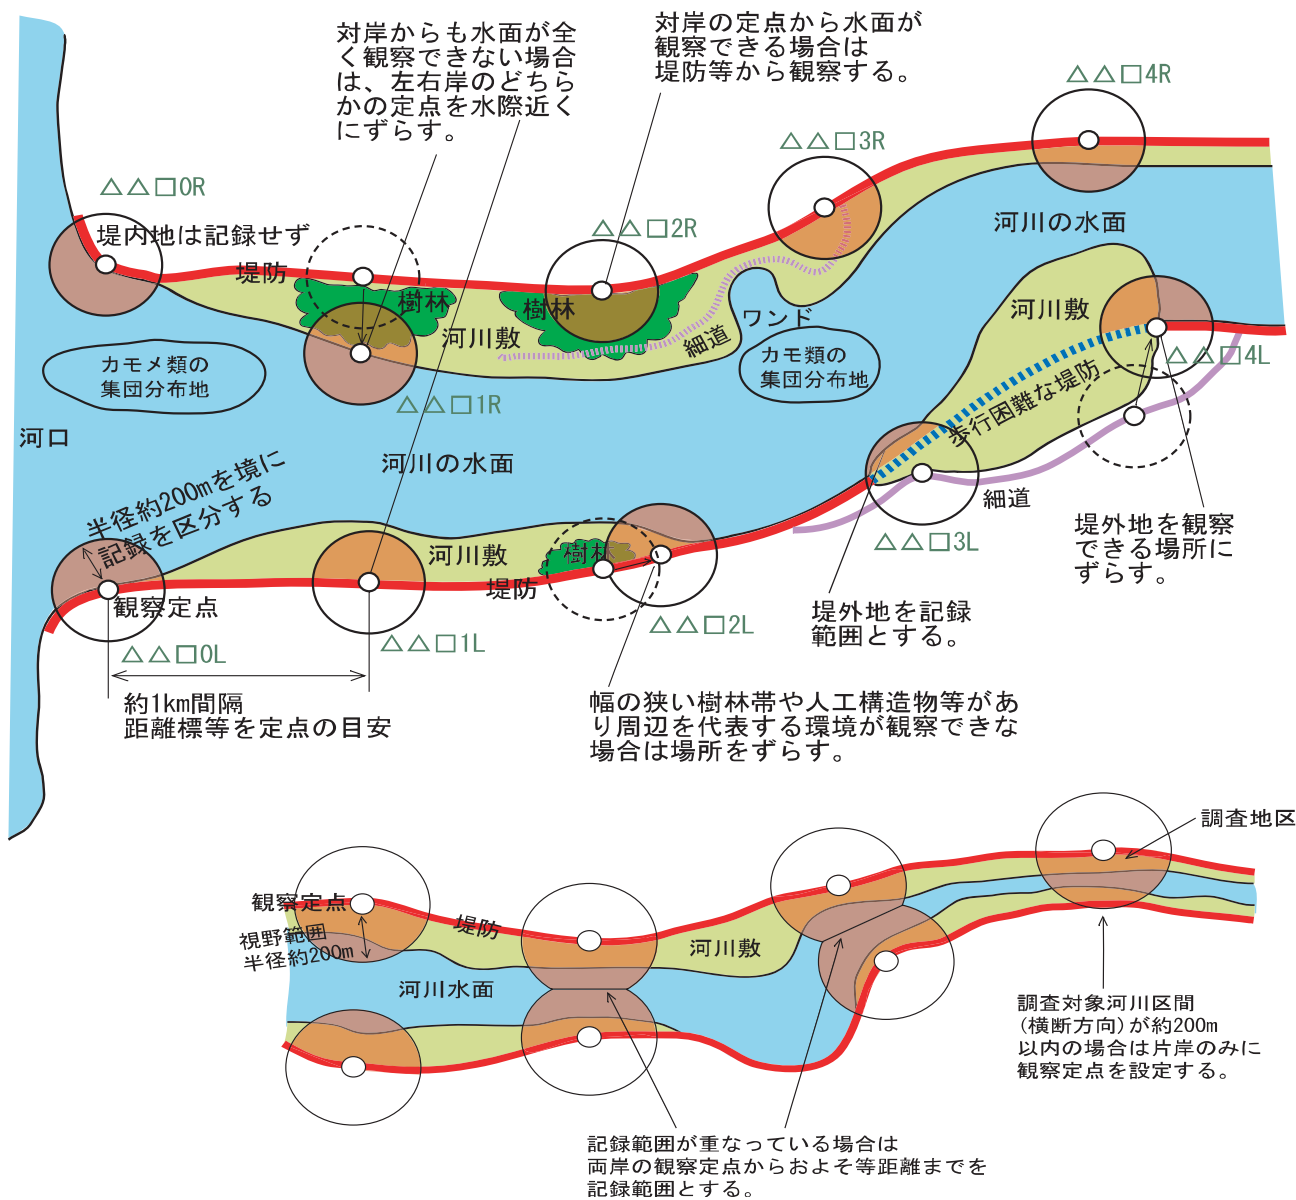 対岸からも水面が全
く観察できない場合
は、左右岸のどちら
かの定点を水際近く
にずらす。
対岸の定点から水面が
観察できる場合は
堤防等から観察する。
△△□4R
△△□3R
△△□0R
△△□2R
堤内地は記録せず
堤防
樹林
樹林
河川敷
細道
ワンド
河川の水面
河川敷
カモメ類の
集団分布地
カモ類の
集団分布地
△△□4L
△△□1R
歩行困難な堤防
河口
河川の水面
半径約200mを境に
記録を区分する
細道
河川敷
樹林
堤防
△△□3L
堤外地を観察
できる場所に
ずらす。
観察定点
堤外地を記録
範囲とする。
△△□0L
△△□1L
△△□2L
約1km間隔
距離標等を定点の目安
幅の狭い樹林帯や人工構造物等があ
り周辺を代表する環境が観察できな
場合は場所をずらす。
調査地区
観察定点
堤防
視野範囲
半径約200m
河川敷
河川水面
調査対象河川区間
(横断方向)が約200m
以内の場合は片岸のみに
観察定点を設定する。
記録範囲が重なっている場合は
両岸の観察定点からおよそ等距離までを
記録範囲とする。